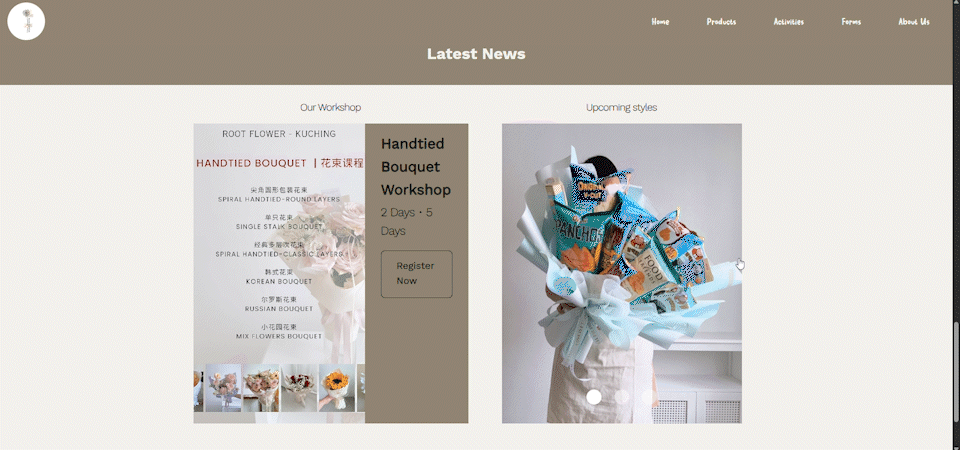 Home
Products
Activities
Forms
About Us
Latest News
Our Workshop
ROOT FLOWER - KUCHING
HANDTIED BOUQUET | 花束课程
尖角圆形包装花束
SPIRAL HANDTIED-ROUND LAYERS
单只花束
SINGLE STALK BOUQUET
经典多层次花束
SPIRAL HANDTIED-CLASSIC LAYERS
韩式花束
KOREAN BOUQUET
尔罗斯花束
RUSSIAN BOUQUET
小花园花束
MIX FLOWERS BOUQUET
Handtied
Bouquet
Workshop
2 Days • 5
Days
Register
Now
Upcoming styles
ORIGINAL
FOOD